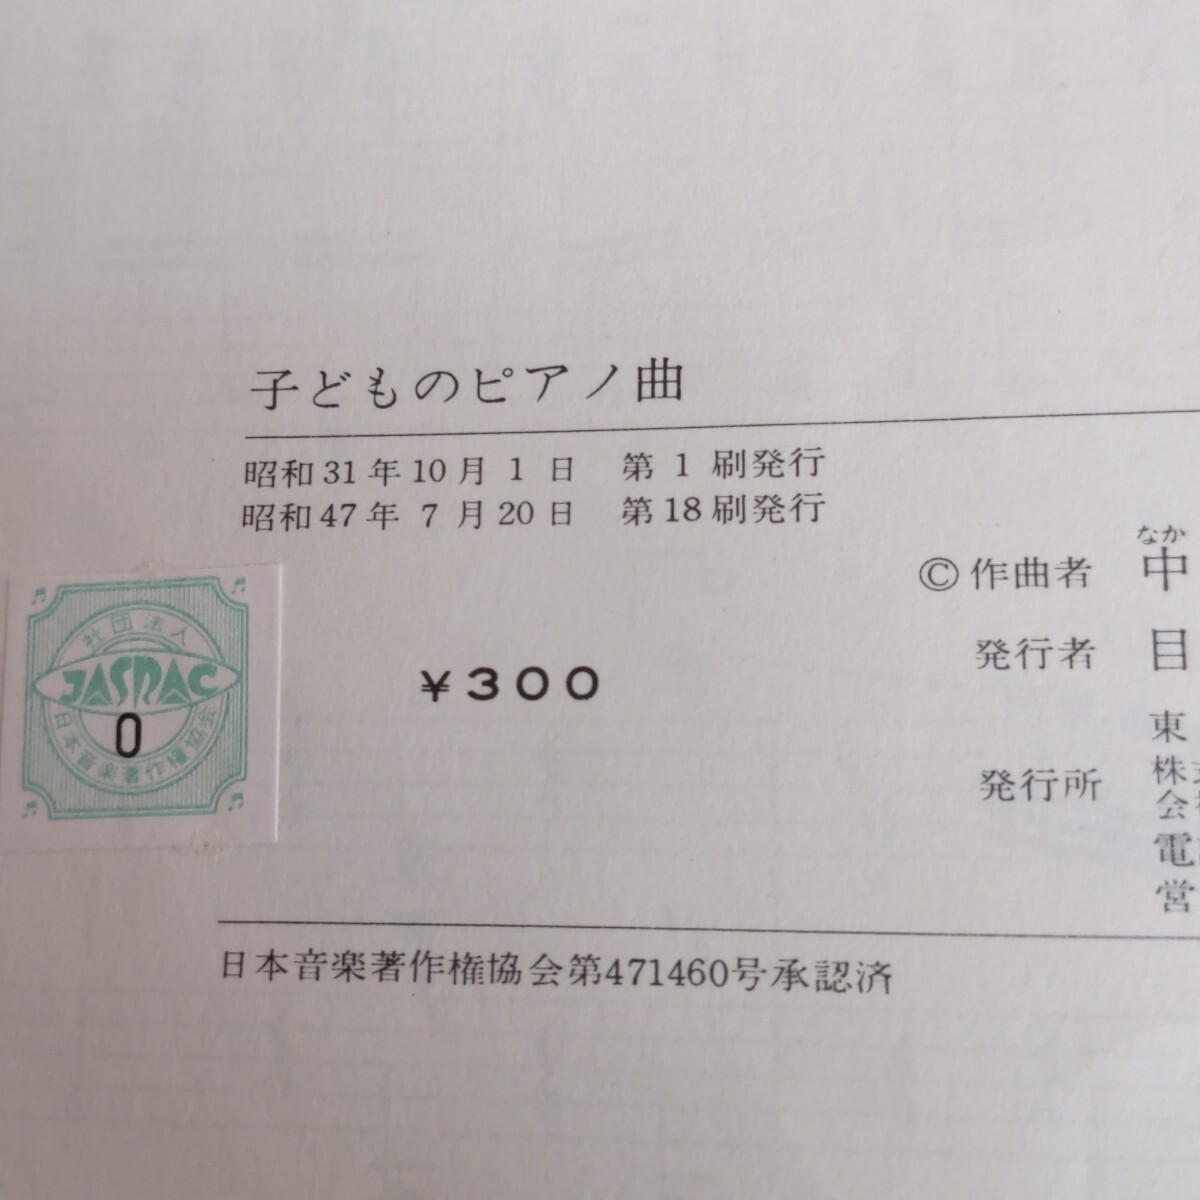 子どものピアノ曲
昭和31年10月1日 第1刷発行
昭和47年7月20日 第18刷発行
なか
©作曲者 中
発行者 目
東
発行所 株
会
電
営
¥300
社団法人
JASRAC
0
日本音楽著作権協会
日本音楽著作権協会第471460号承認済